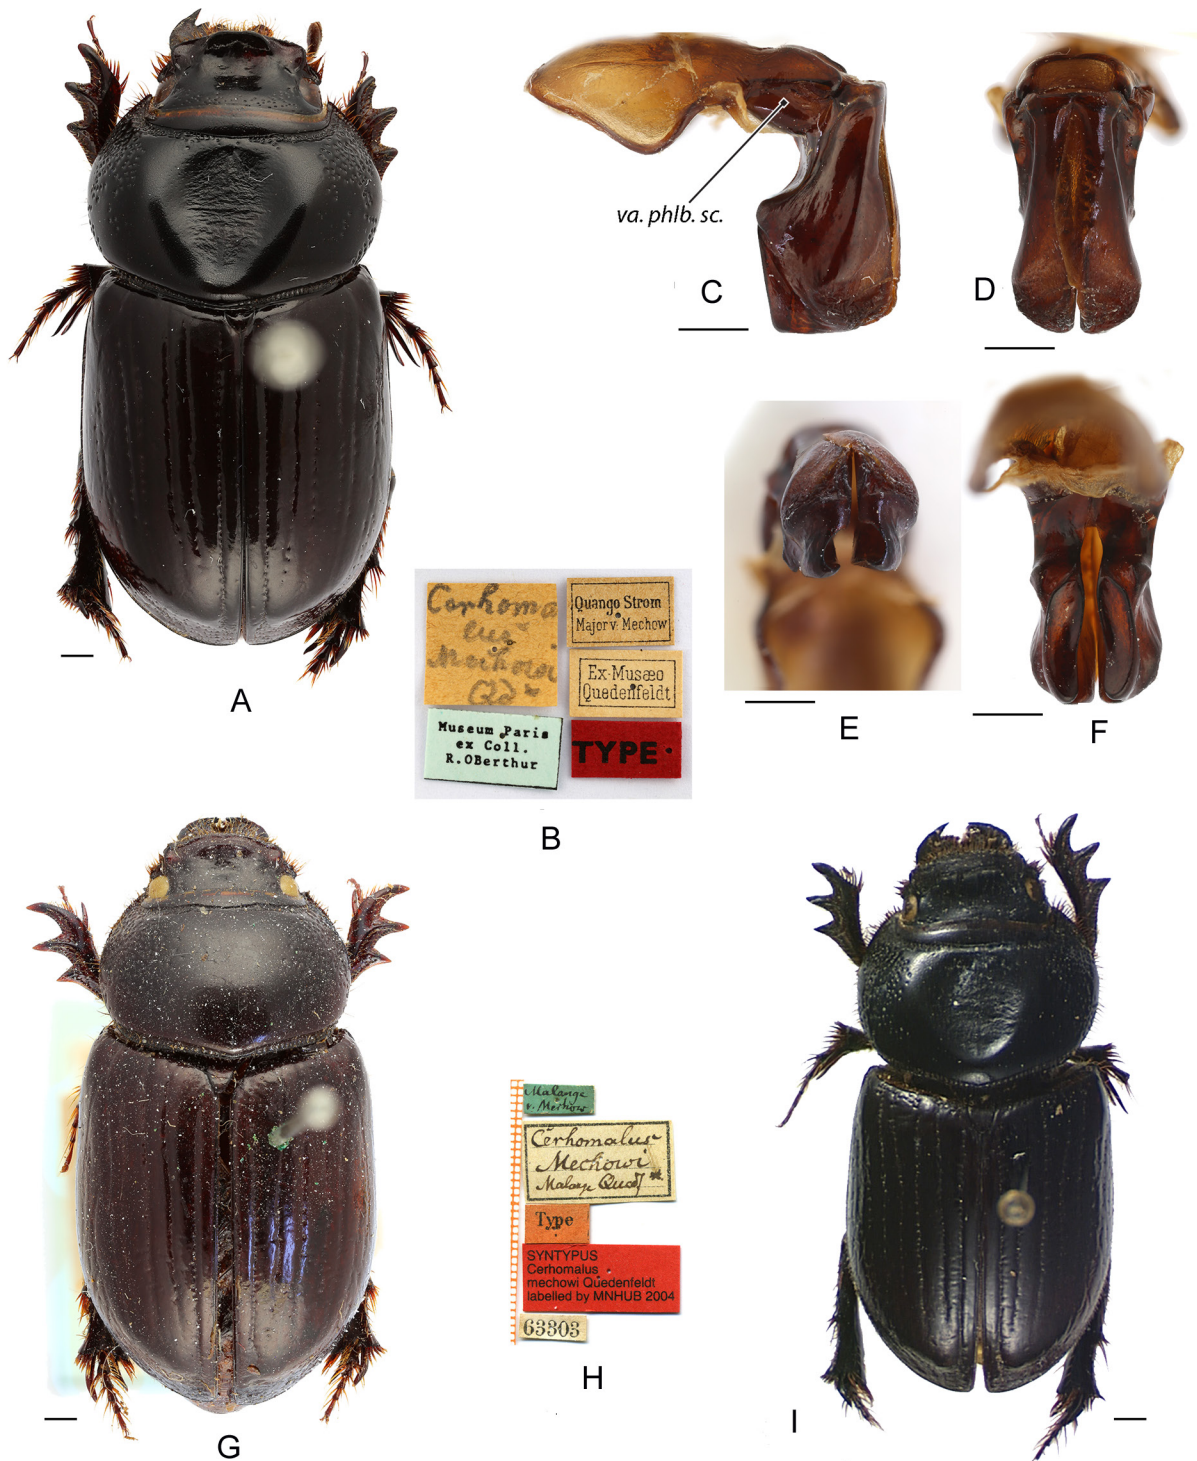 va. phlb. sc.
C
D
A
E
F
Cerhoma
lus
Mechowi
Qd *
Quango Strom
Major v. Mechow
Ex-Musæo
Quedenfeldt
Museum Paris
ex Coll.
R.OBerthur
TYPE
B
Malange
v. Mechow
Cerhomalus
Mechowi *
Malange Quedf
Type
SYNTYPUS
Cerhomalus
mechowi Quedenfeldt
labelled by MNHUB 2004
63303
H
G
I